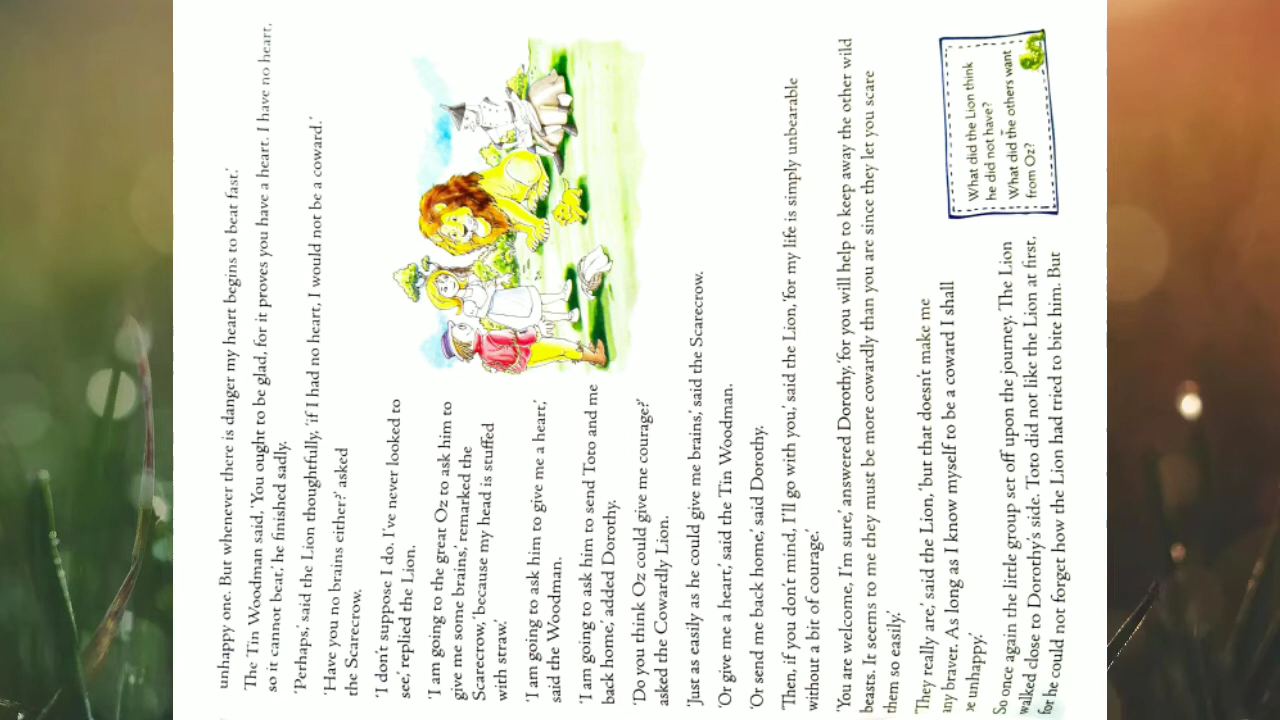 unhappy one. But whenever there is danger my heart begins to beat fast.'
The Tin Woodman said, 'You ought to be glad, for it proves you have a heart. I have no heart,
so it cannot beat,' he finished sadly.
'Perhaps,' said the Lion thoughtfully, 'if I had no heart, I would not be a coward.'
'Have you no brains either?' asked
the Scarecrow.
'I don't suppose I do. I've never looked to
see,' replied the Lion.
'I am going to the great Oz to ask him to
give me some brains,' remarked the
Scarecrow, 'because my head is stuffed
with straw.'
'I am going to ask him to give me a heart,'
said the Woodman.
'I am going to ask him to send Toto and me
back home,' added Dorothy.
'Do you think Oz could give me courage?'
asked the Cowardly Lion.
'Just as easily as he could give me brains,' said the Scarecrow.
'Or give me a heart,' said the Tin Woodman.
'Or send me back home,' said Dorothy.
Then, if you don't mind, I'll go with you,' said the Lion, 'for my life is simply unbearable
without a bit of courage.'
'You are welcome, I'm sure,' answered Dorothy, 'for you will help to keep away the other wild
beasts. It seems to me they must be more cowardly than you are since they let you scare
them so easily.'
'They really are,' said the Lion, 'but that doesn't make me
any braver. As long as I know myself to be a coward I shall
be unhappy.'
So once again the little group set off upon the journey. The Lion
walked close to Dorothy's side. Toto did not like the Lion at first,
for he could not forget how the Lion had tried to bite him. But
What did the Lion think
he did not have?
What did the others want
from Oz?